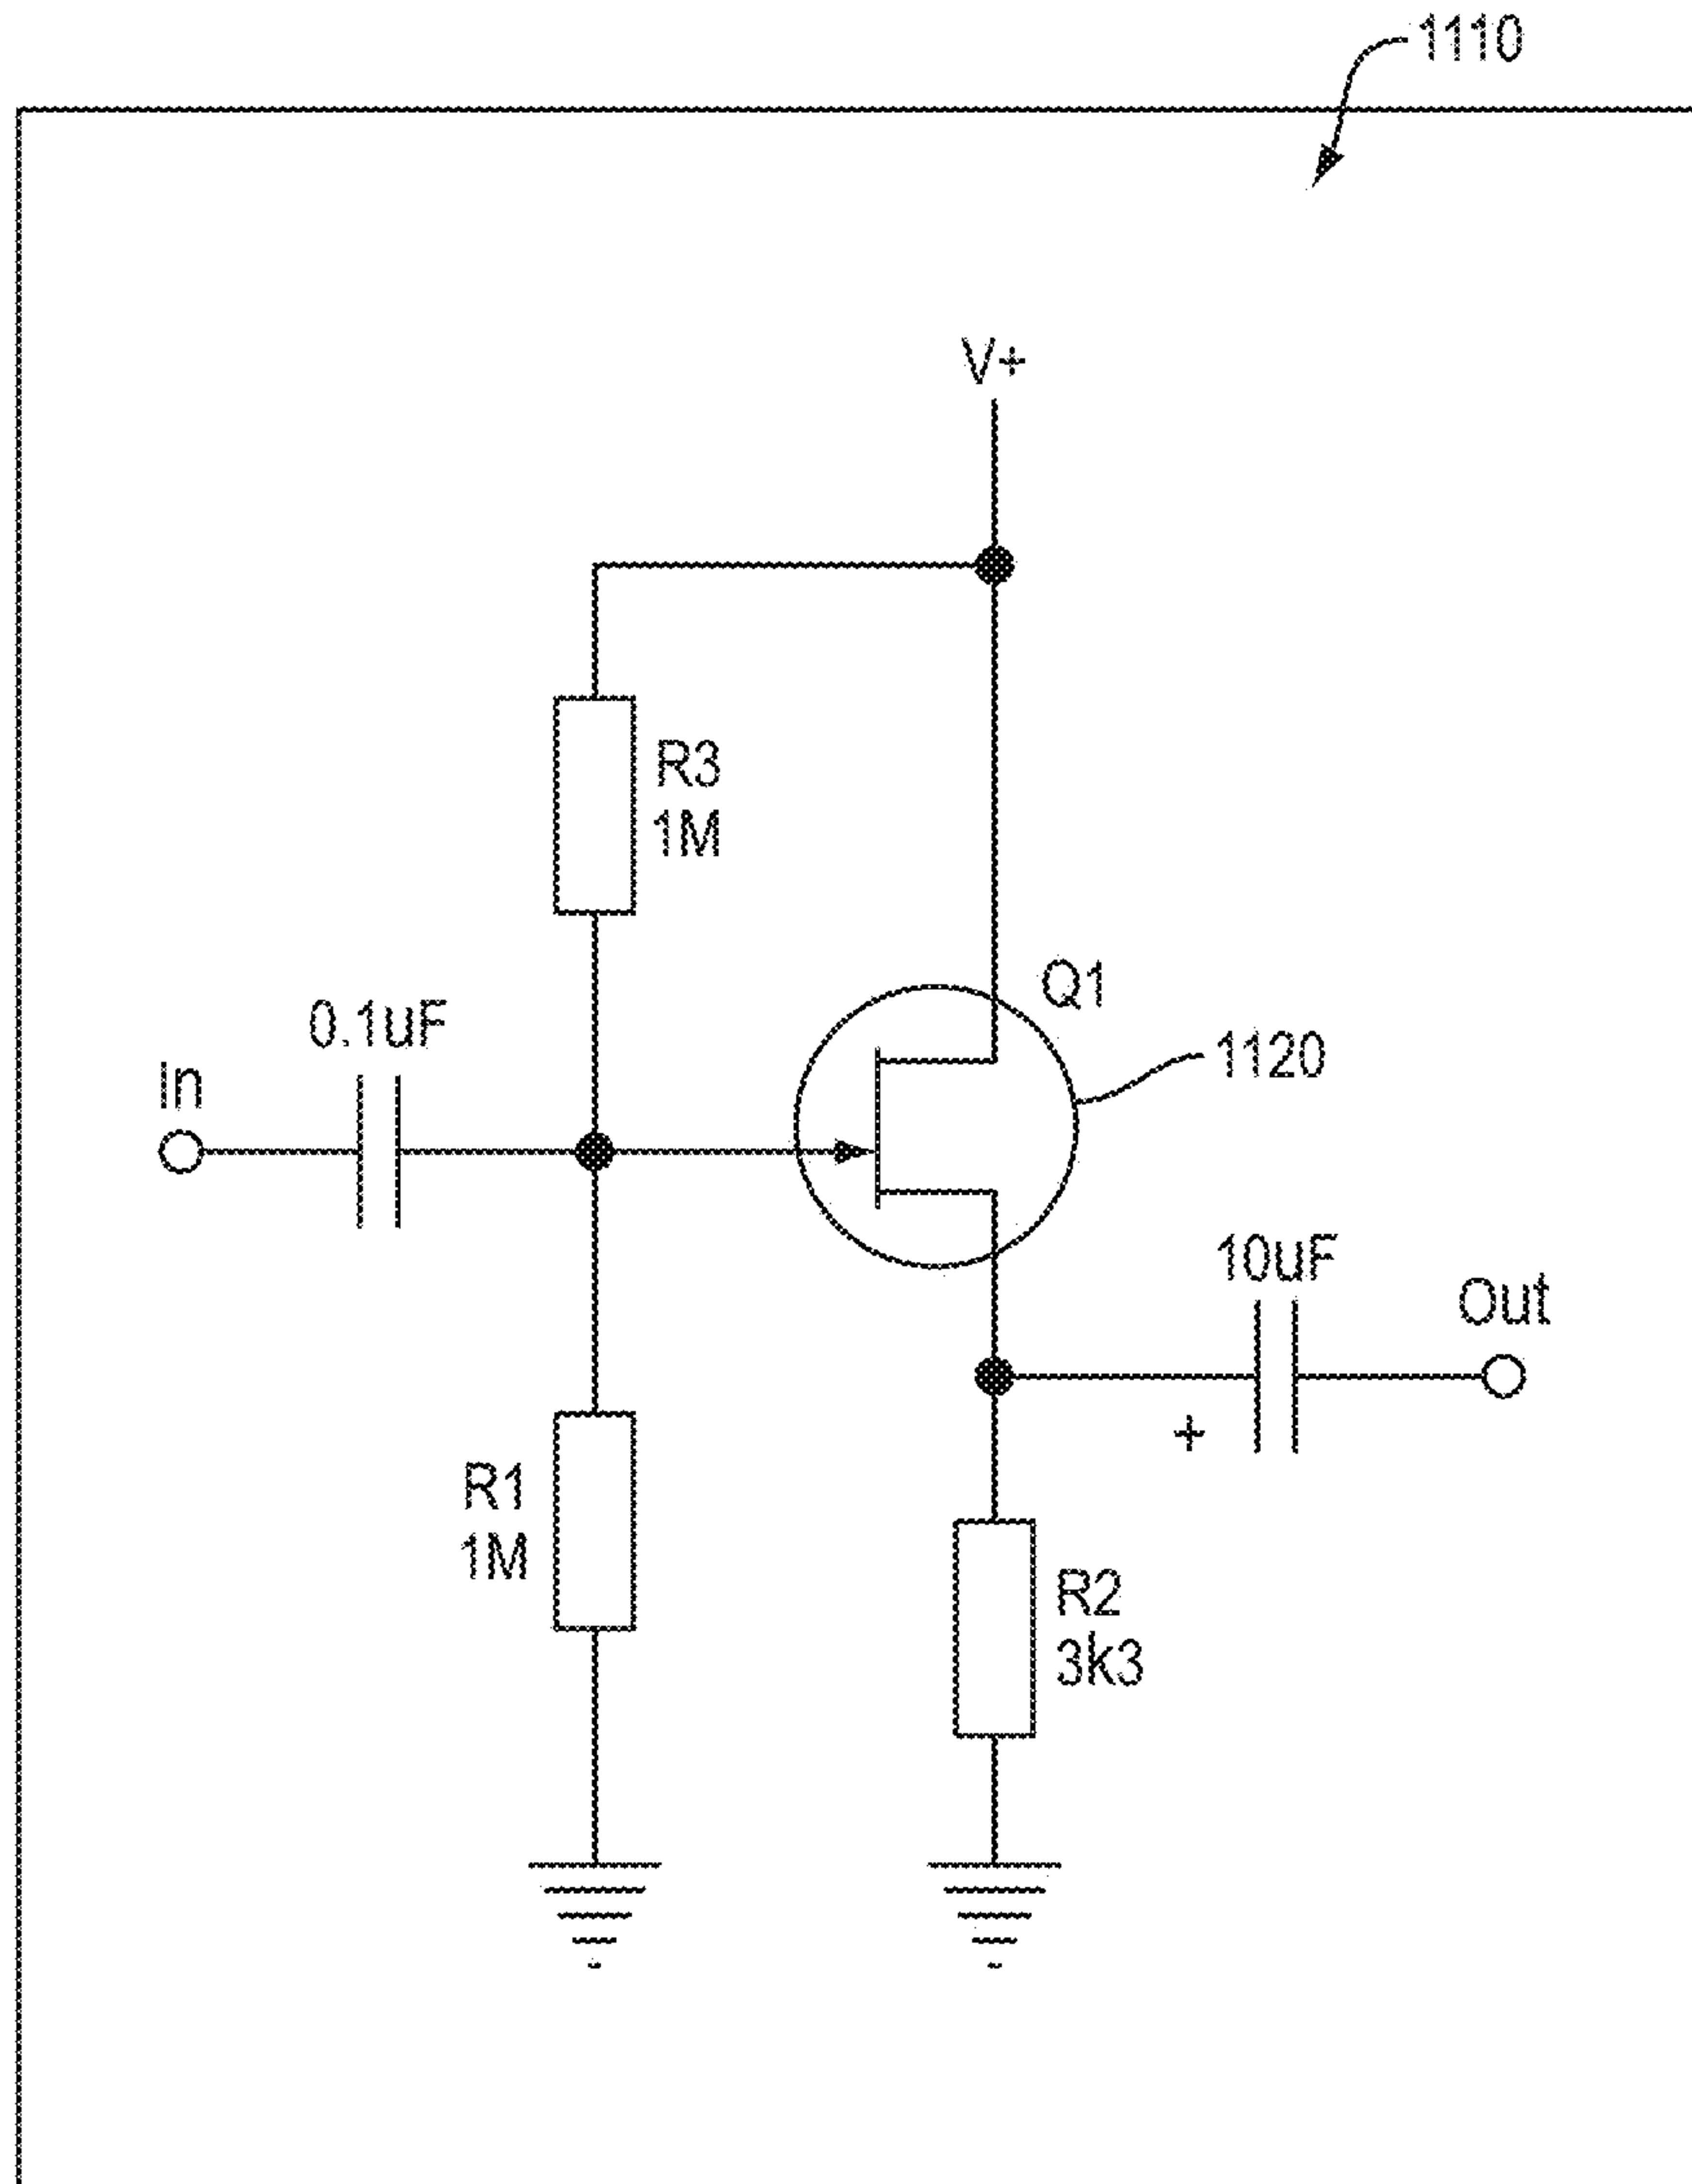 1110
V+
R3
1M
Q1
0.1uF
1120
In
10uF
Out
+
R1
1M
R2
3k3